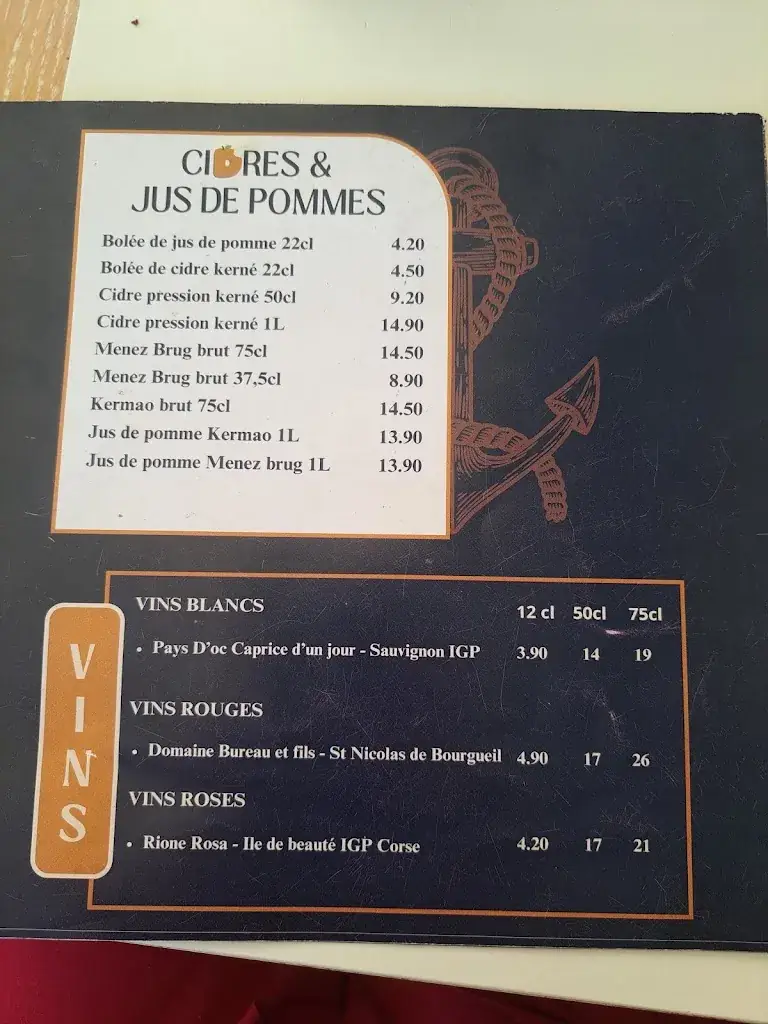 CIDRES &
JUS DE POMMES
Bolée de jus de pomme 22cl 4.20
Bolée de cidre kerné 22cl 4.50
Cidre pression kerné 50cl 9.20
Cidre pression kerné 1L 14.90
Menez Brug brut 75cl 14.50
Menez Brug brut 37,5cl 8.90
Kermao brut 75cl 14.50
Jus de pomme Kermao 1L 13.90
Jus de pomme Menez brug 1L 13.90
VINS
VINS BLANCS 12 cl 50cl 75cl
• Pays D'oc Caprice d'un jour - Sauvignon IGP 3.90 14 19
VINS ROUGES
• Domaine Bureau et fils - St Nicolas de Bourgueil 4.90 17 26
VINS ROSES
• Rione Rosa - Ile de beauté IGP Corse 4.20 17 21